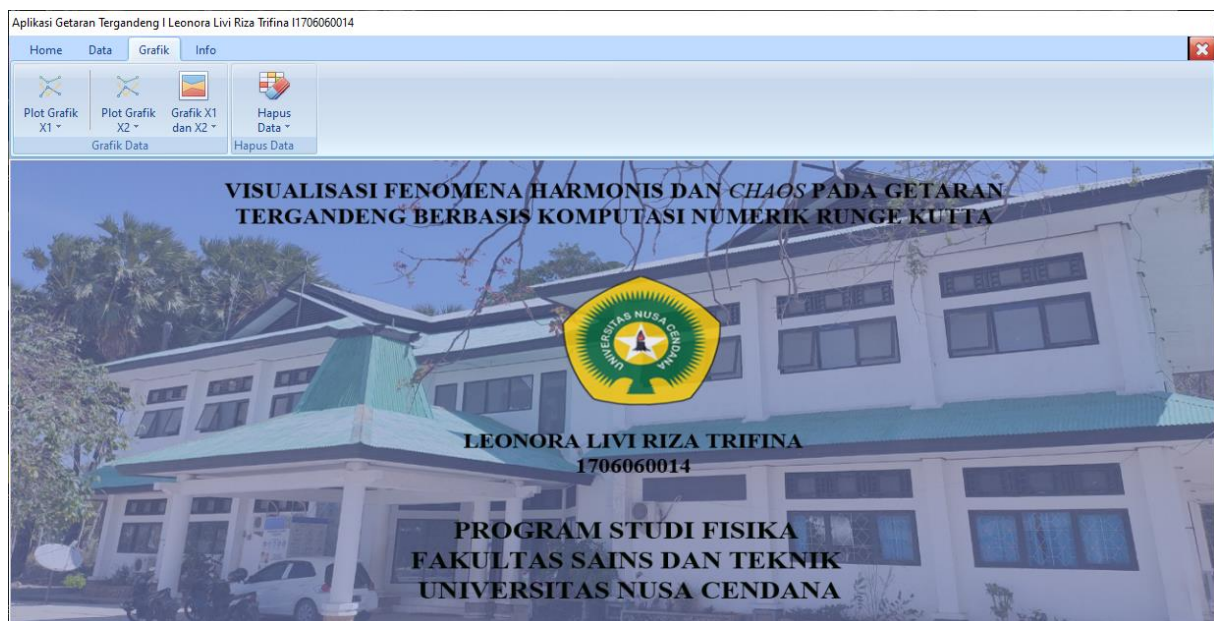 Aplikasi Getaran Tergandeng I Leonora Livi Riza Trifina I1706060014
Home Data Grafik Info
Plot Grafik X1
Plot Grafik X2
Grafik X1 dan X2
Hapus Data
Grafik Data
Hapus Data
VISUALISASI FENOMENA HARMONIS DAN CHAOS PADA GETARAN
TERGANDENG BERBASIS KOMPUTASI NUMERIK RUNGE KUTTA
UNIVERSITAS NUSA CENDANA
LEONORA LIVI RIZA TRIFINA
1706060014
PROGRAM STUDI FISIKA
FAKULTAS SAINS DAN TEKNIK
UNIVERSITAS NUSA CENDANA